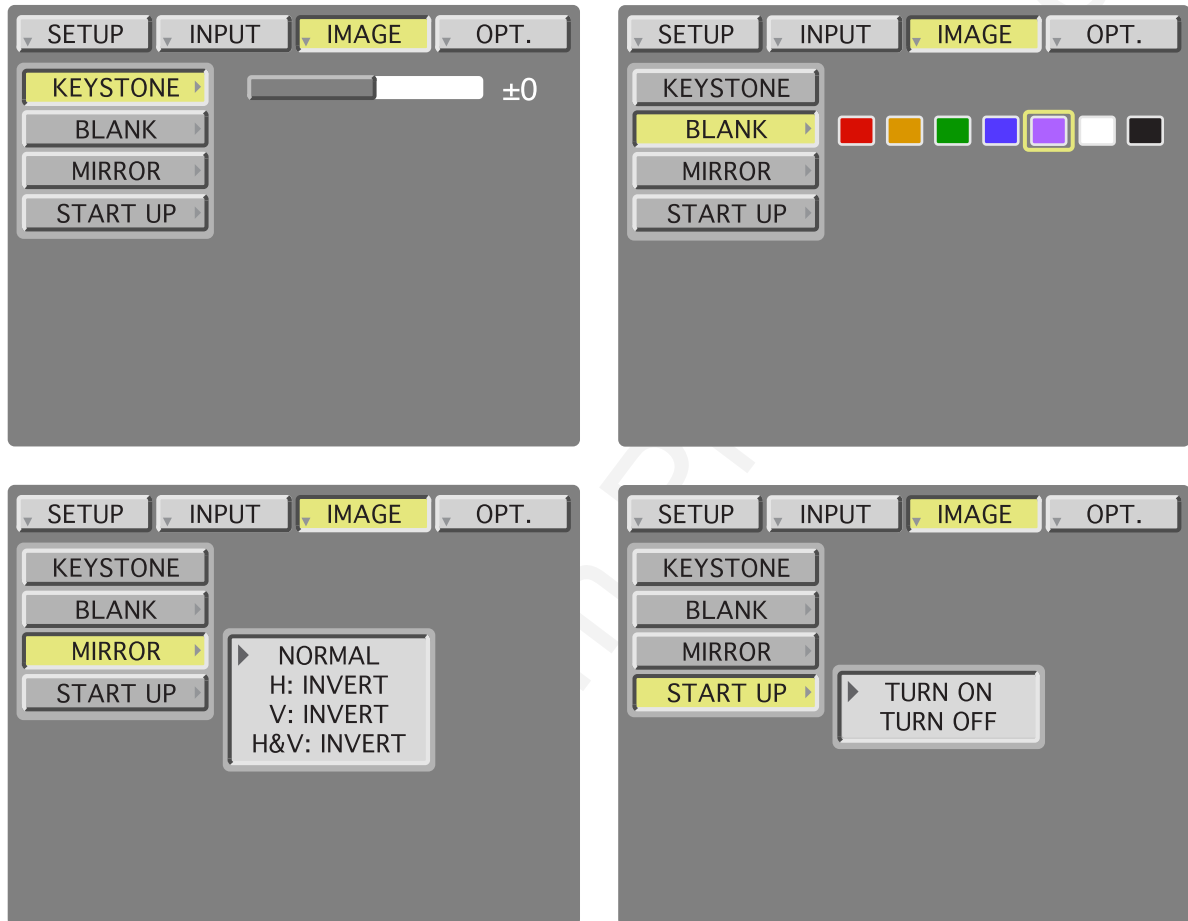 SETUP INPUT IMAGE OPT.
KEYSTONE ±0
BLANK
MIRROR
START UP
SETUP INPUT IMAGE OPT.
KEYSTONE
BLANK
MIRROR
START UP
SETUP INPUT IMAGE OPT.
KEYSTONE
BLANK
MIRROR
START UP
NORMAL
H: INVERT
V: INVERT
H&V: INVERT
SETUP INPUT IMAGE OPT.
KEYSTONE
BLANK
MIRROR
START UP
TURN ON
TURN OFF